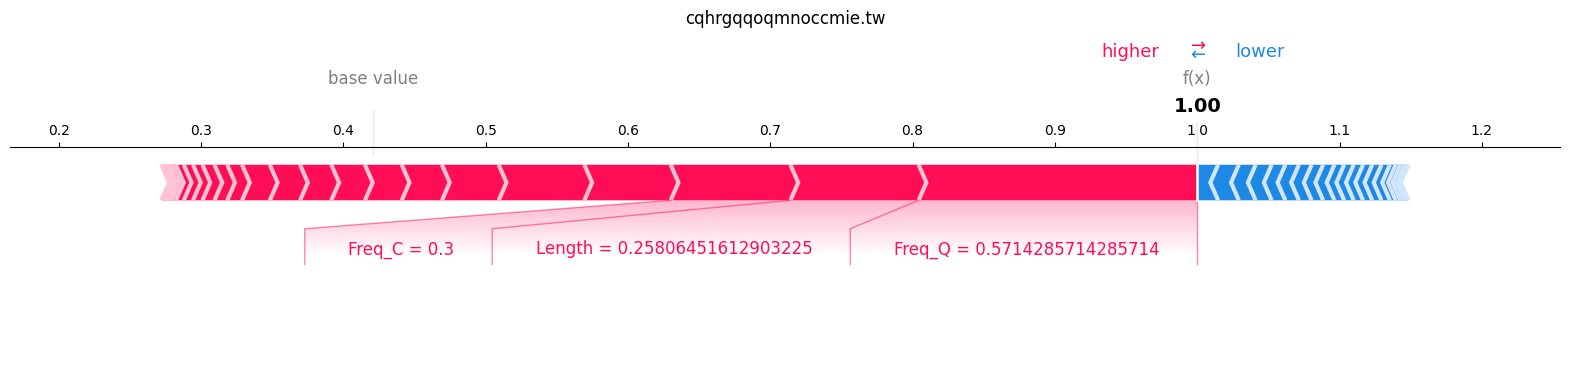 cqhrgqqoqmnoccmie.tw
higher ⇄ lower
base value
f(x)
1.00
0.2 0.3 0.4 0.5 0.6 0.7 0.8 0.9 1.0 1.1 1.2
Freq_C = 0.3
Length = 0.25806451612903225
Freq_Q = 0.5714285714285714